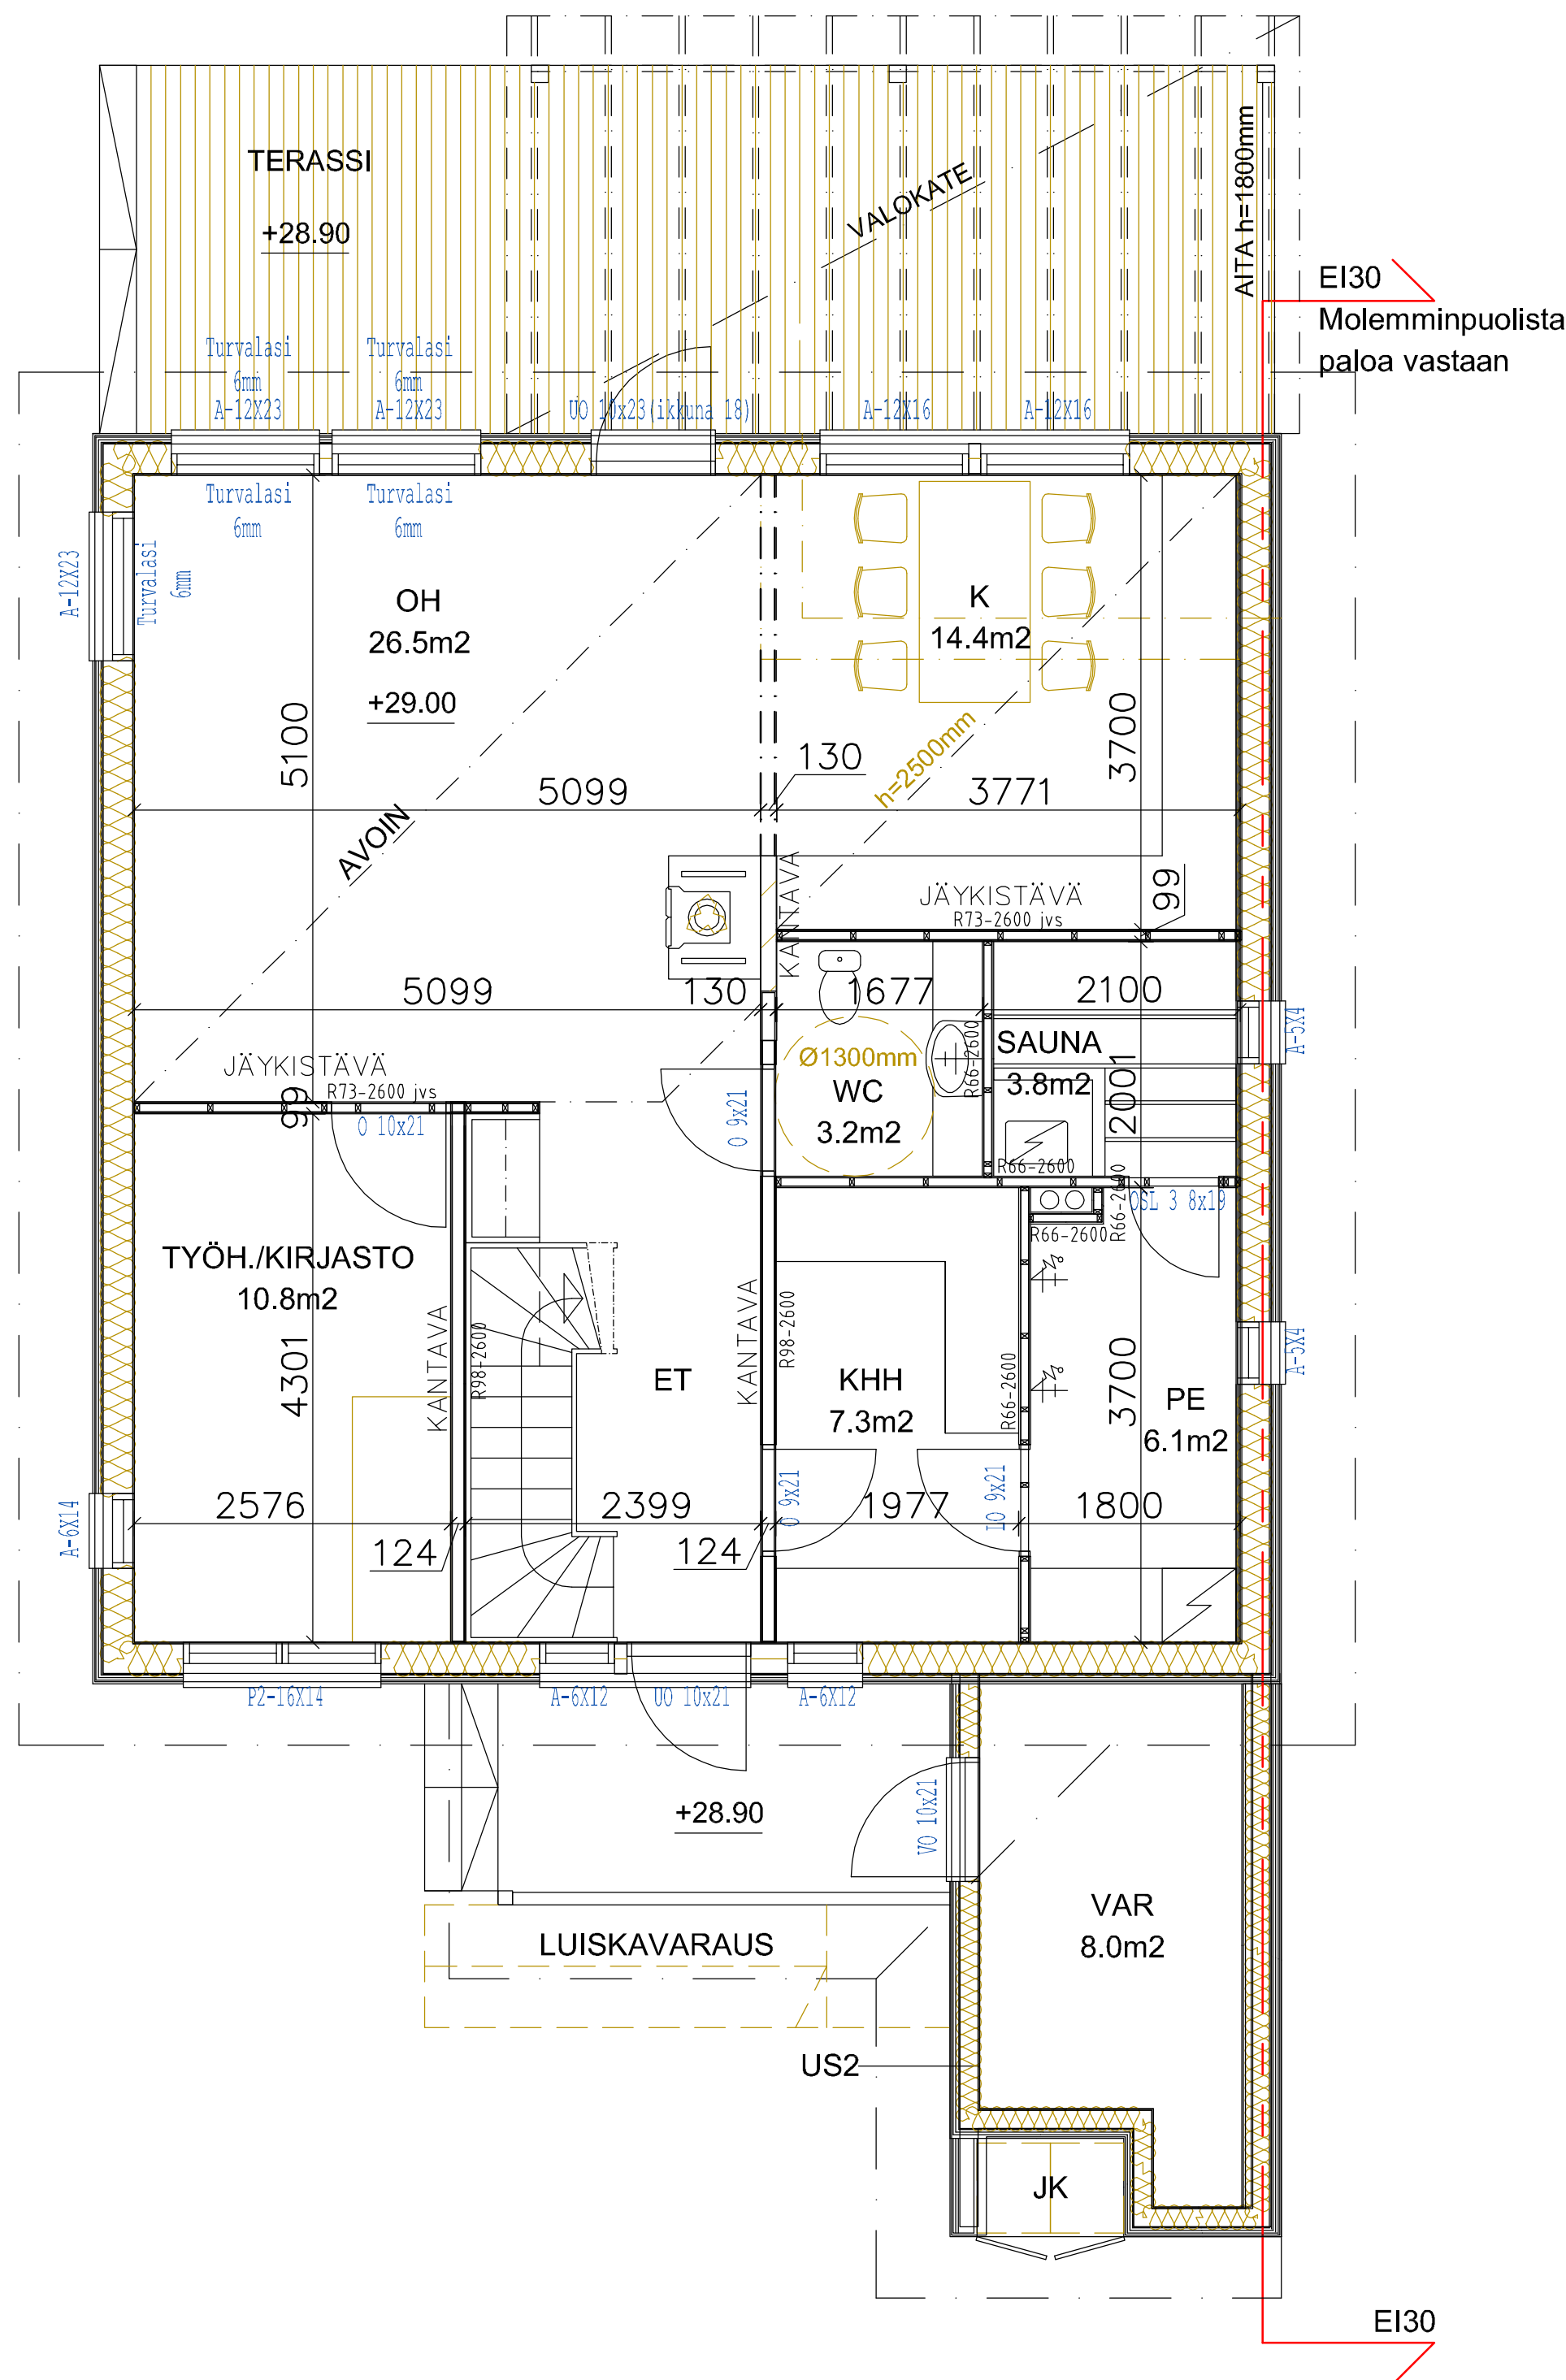 TERASSI
+28.90
VALOKATE
AITA h=1800mm
EI30
Molemminpuolista
paloa vastaan
Turvalasi
6mm
A-12X23
Turvalasi
6mm
A-12X23
UO 10x23(ikkuna 18)
A-12X16
A-12X16
Turvalasi
6mm
Turvalasi
6mm
A-12X23
Turvalasi
6mm
OH
26.5m2
+29.00
K
14.4m2
5100
5099
130
3771
3700
h=2500mm
AVOIN
KANTAVA
JÄYKISTÄVÄ
R73-2600 jvs
99
5099
130
1677
2100
A-5X4
JÄYKISTÄVÄ
R73-2600 jvs
99
O 10x21
O 9x21
Ø1300mm
WC
3.2m2
R66-2600
SAUNA
3.8m2
2001
R66-2600
R66-2600
OSL 3 8x19
R66-2600
TYÖH./KIRJASTO
10.8m2
4301
KANTAVA
R98-2600
ET
KANTAVA
R98-2600
KHH
7.3m2
R66-2600
3700
PE
6.1m2
A-5X4
A-6X14
2576
124
2399
124
O 9x21
1977
IO 9x21
1800
P2-16X14
A-6X12
UO 10x21
A-6X12
+28.90
VO 10x21
VAR
8.0m2
LUISKAVARAUS
US2
JK
EI30